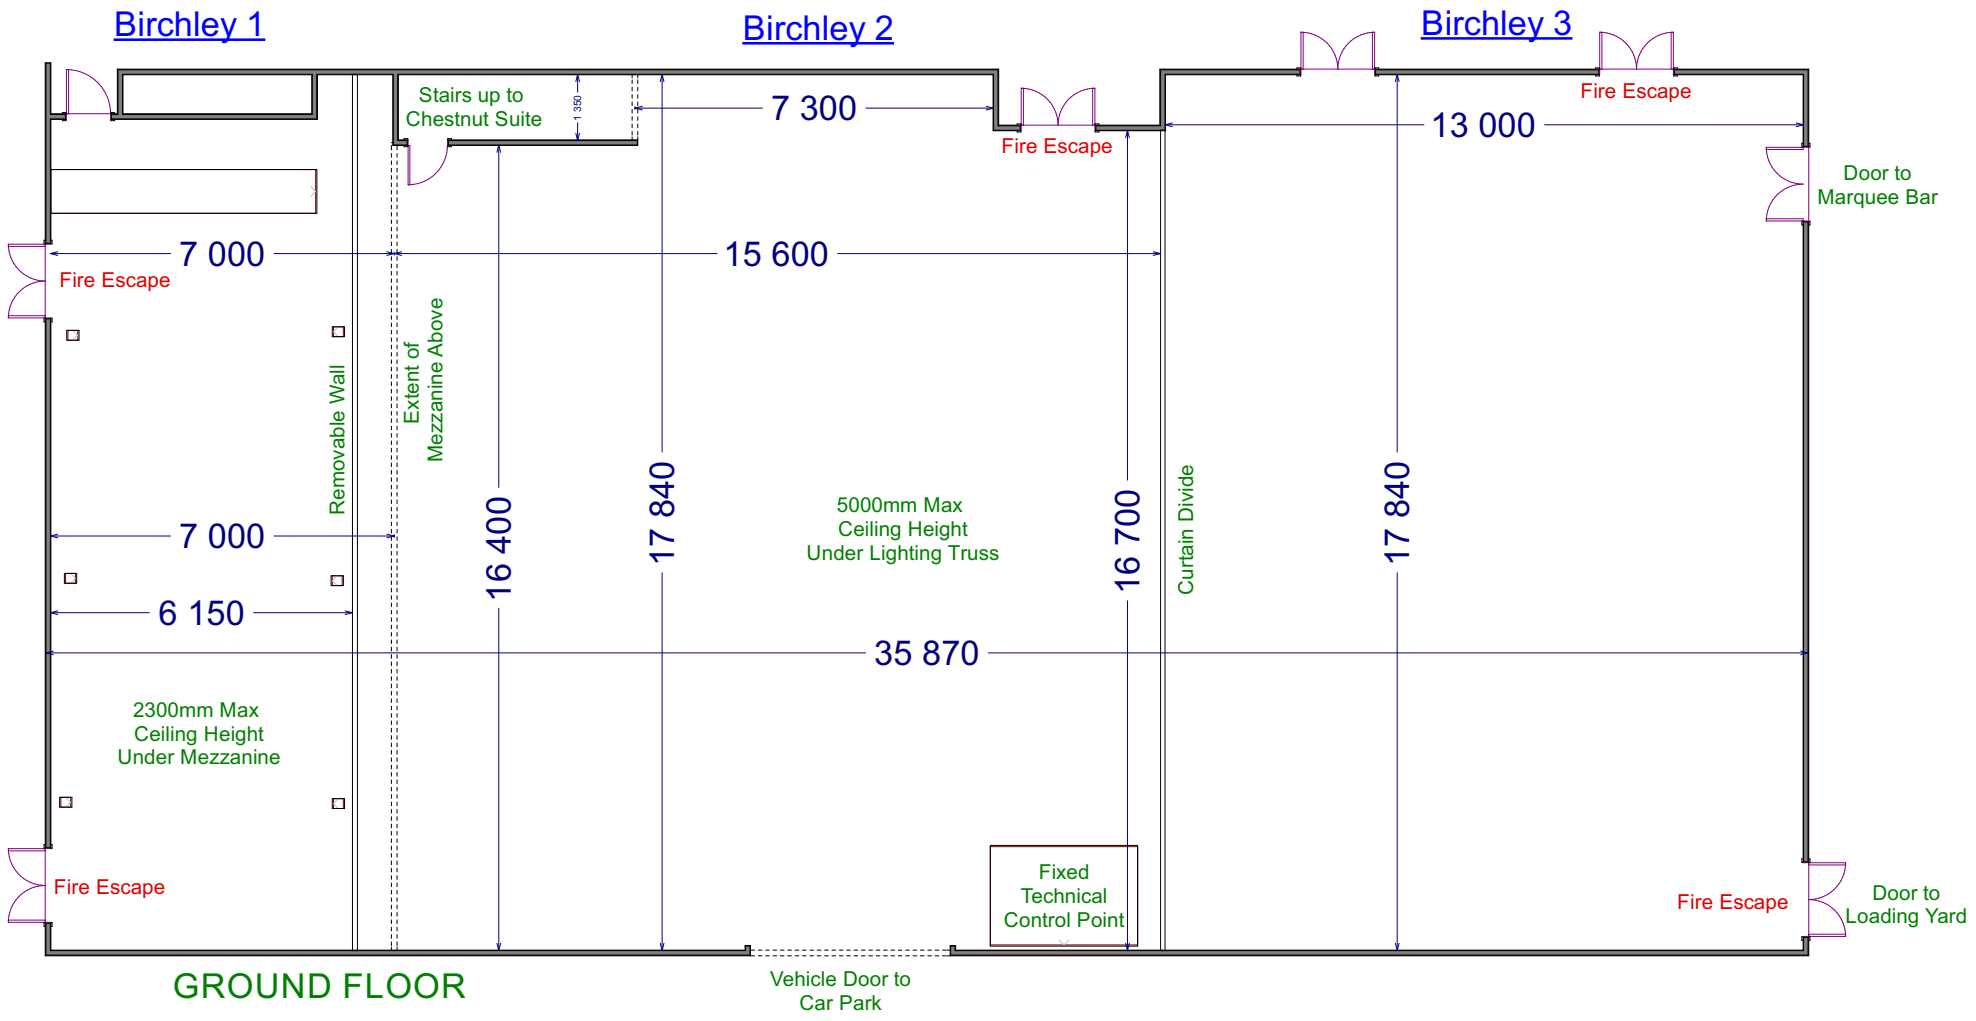 Birchley 1
Birchley 2
Birchley 3
Stairs up to
Chestnut Suite
1 350
7 300
Fire Escape
13 000
Fire Escape
Door to
Marquee Bar
7 000
15 600
Fire Escape
Removable Wall
Extent of
Mezzanine Above
7 000
16 400
17 840
5000mm Max
Ceiling Height
Under Lighting Truss
16 700
Curtain Divide
17 840
6 150
35 870
2300mm Max
Ceiling Height
Under Mezzanine
Fire Escape
Fixed
Technical
Control Point
Fire Escape
Door to
Loading Yard
GROUND FLOOR
Vehicle Door to
Car Park